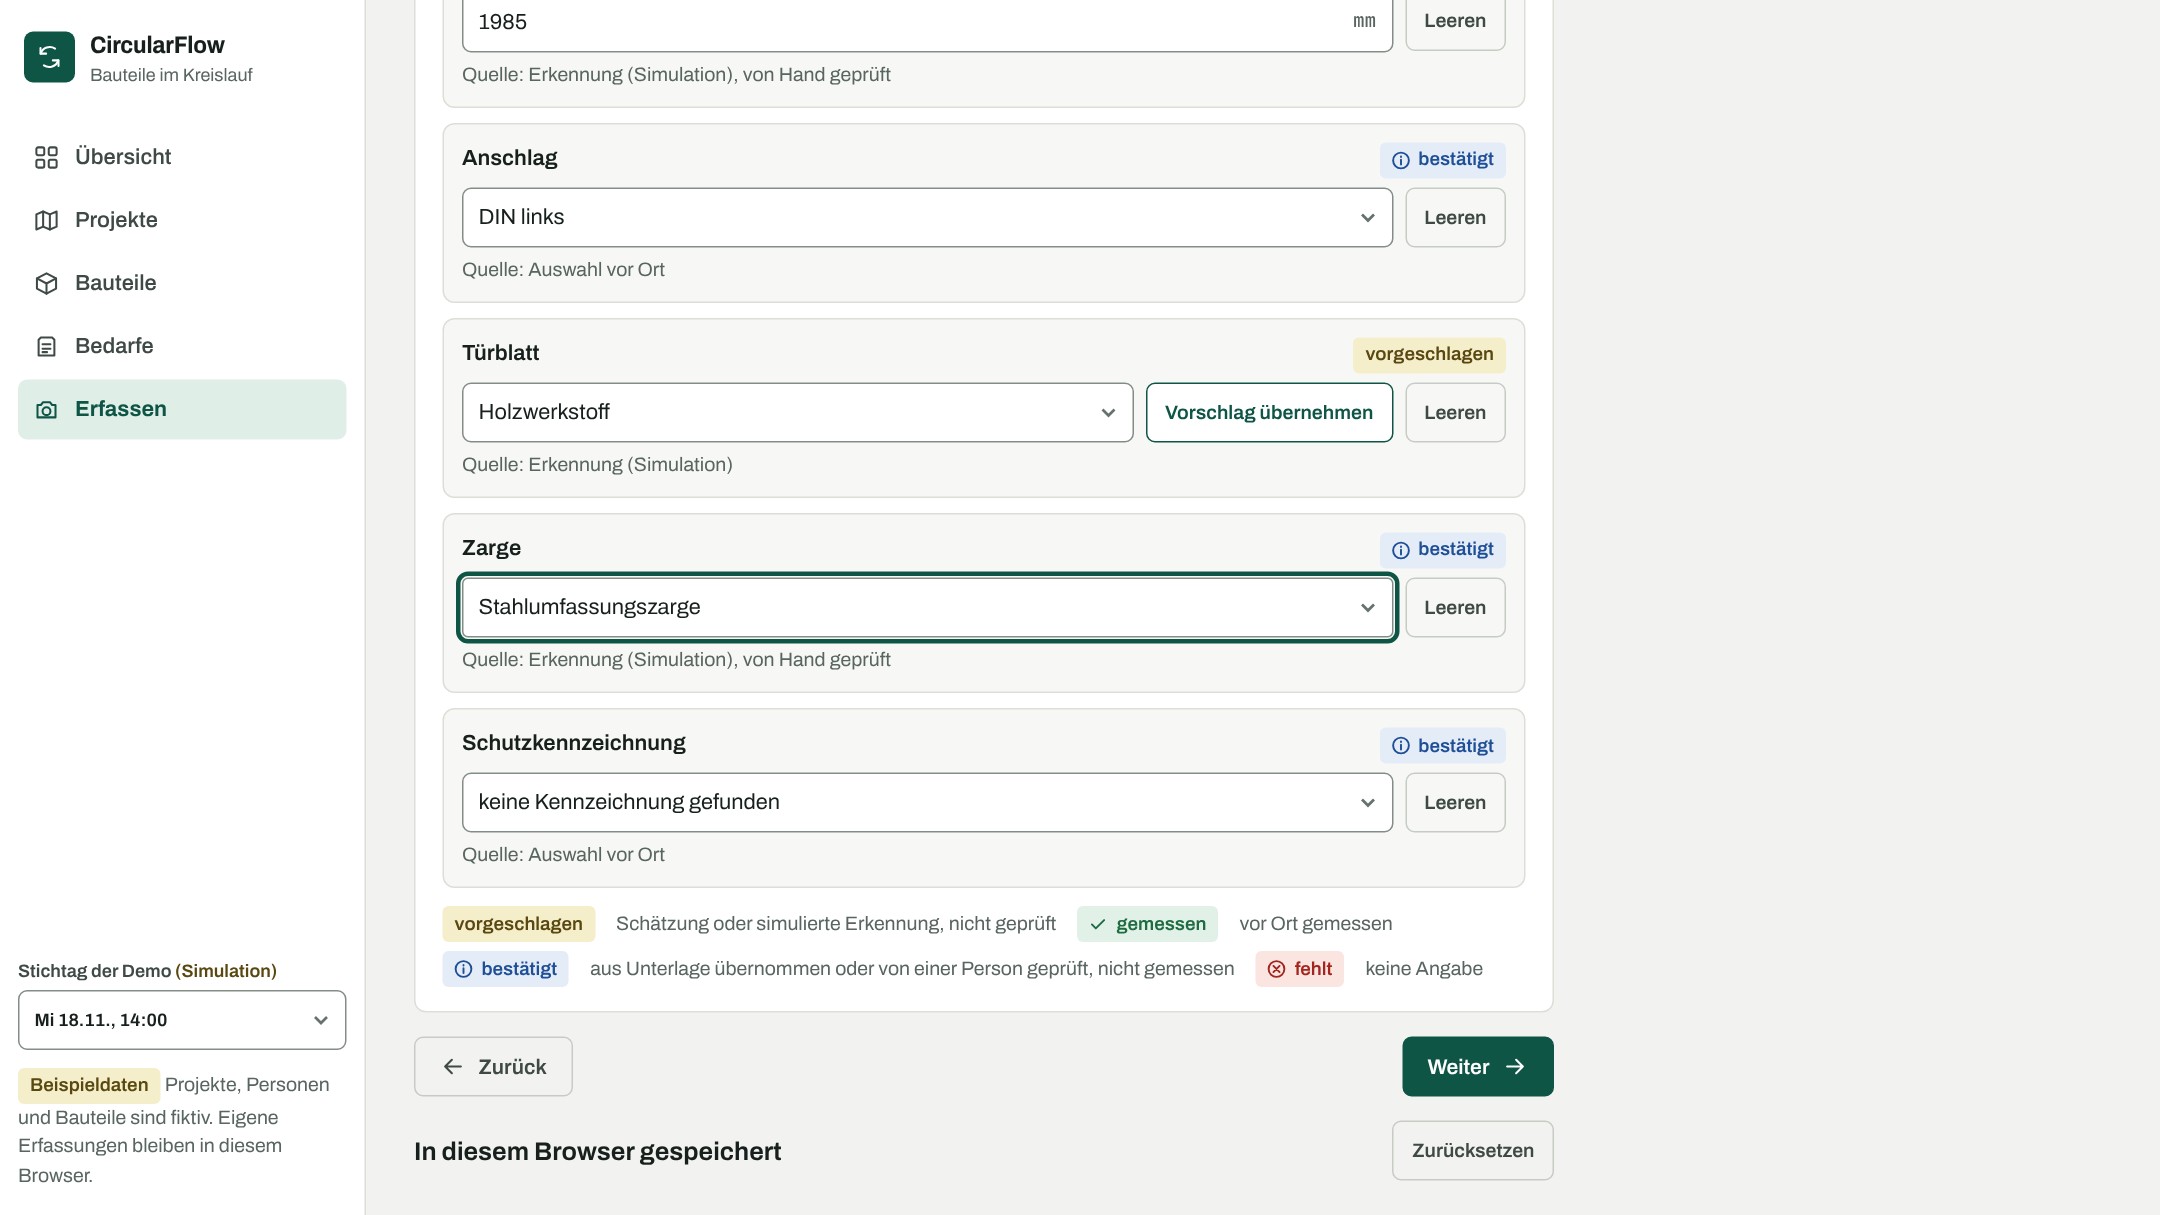 CircularFlow
Bauteile im Kreislauf
Übersicht
Projekte
Bauteile
Bedarfe
Erfassen
Stichtag der Demo (Simulation)
Mi 18.11., 14:00
Beispieldaten Projekte, Personen
und Bauteile sind fiktiv. Eigene
Erfassungen bleiben in diesem
Browser.
1985 mm Leeren
Quelle: Erkennung (Simulation), von Hand geprüft
Anschlag bestätigt
DIN links Leeren
Quelle: Auswahl vor Ort
Türblatt vorgeschlagen
Holzwerkstoff Vorschlag übernehmen Leeren
Quelle: Erkennung (Simulation)
Zarge bestätigt
Stahlumfassungszarge Leeren
Quelle: Erkennung (Simulation), von Hand geprüft
Schutzkennzeichnung bestätigt
keine Kennzeichnung gefunden Leeren
Quelle: Auswahl vor Ort
vorgeschlagen Schätzung oder simulierte Erkennung, nicht geprüft gemessen vor Ort gemessen
bestätigt aus Unterlage übernommen oder von einer Person geprüft, nicht gemessen fehlt keine Angabe
Zurück Weiter
In diesem Browser gespeichert Zurücksetzen